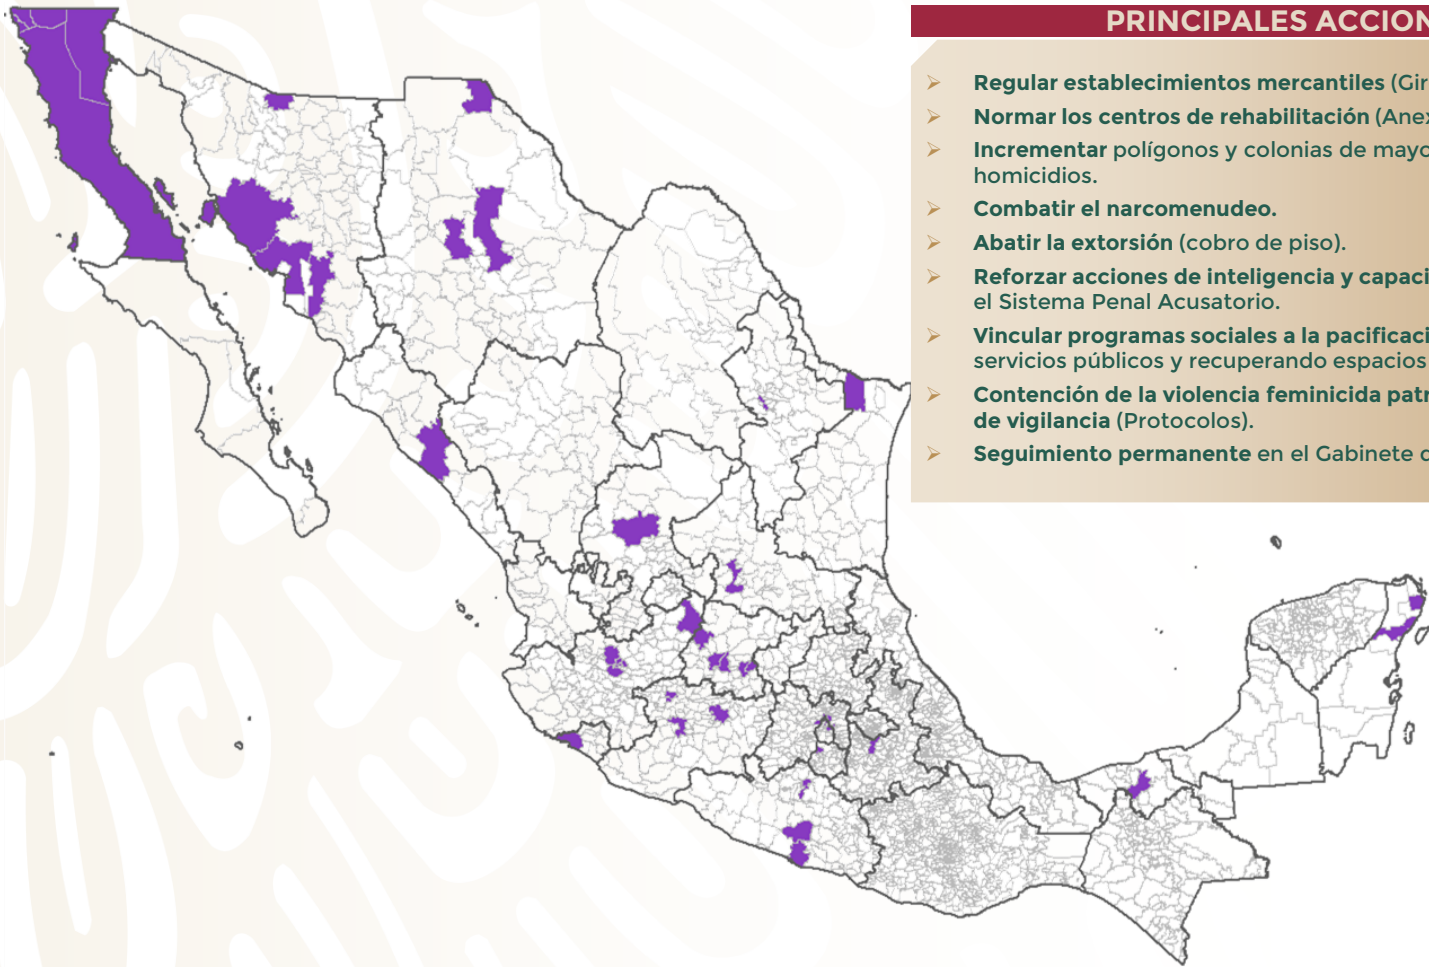 PRINCIPALES ACCION
Regular establecimientos mercantiles (Gir
Normar los centros de rehabilitación (Anex
Incrementar polígonos y colonias de mayo
homicidios.
Combatir el narcomenudeo.
Abatir la extorsión (cobro de piso).
Reforzar acciones de inteligencia y capaci
el Sistema Penal Acusatorio.
Vincular programas sociales a la pacificaci
servicios públicos y recuperando espacios
Contención de la violencia feminicida patr
de vigilancia (Protocolos).
Seguimiento permanente en el Gabinete d